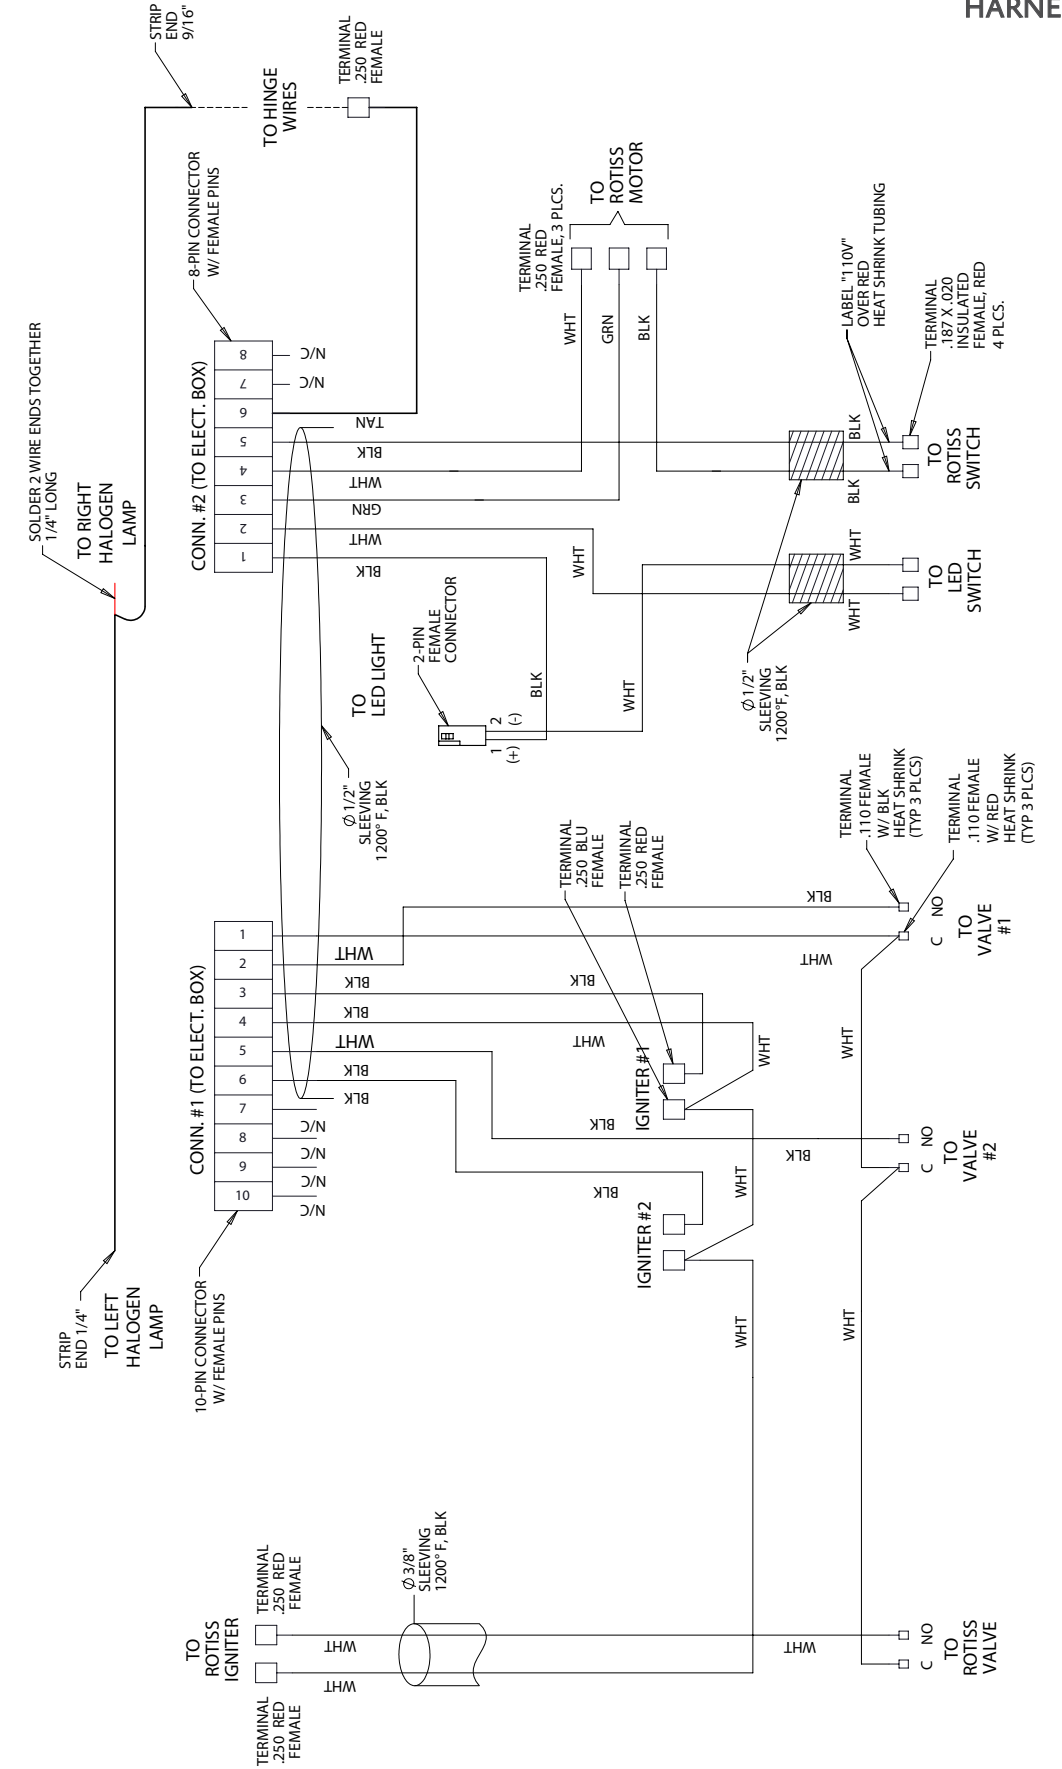 HARNE
STRIP
END
9/16"
TERMINAL
.250 RED
FEMALE
TO HINGE
WIRES
8-PIN CONNECTOR
W/ FEMALE PINS
SOLDER 2 WIRE ENDS TOGETHER
1/4" LONG
TO RIGHT
HALOGEN
LAMP
CONN. #2 (TO ELECT. BOX)
8
7
6
5
4
3
2
1
N/C
N/C
TAN
BLK
WHT
GRN
WHT
BLK
TERMINAL
.250 RED
FEMALE, 3 PLCS.
TO
ROTISS
MOTOR
WHT
GRN
BLK
LABEL "110V"
OVER RED
HEAT SHRINK TUBING
TERMINAL
.187 X .020
INSULATED
FEMALE, RED
4 PLCS.
BLK
BLK
TO
ROTISS
SWITCH
WHT
WHT
WHT
TO
LED
SWITCH
TO
LED LIGHT
2-PIN
FEMALE
CONNECTOR
1
(+)
2
(-)
BLK
WHT
Ø 1/2"
SLEEVING
1200°F, BLK
Ø 1/2"
SLEEVING
1200° F, BLK
TERMINAL
.250 BLU
FEMALE
TERMINAL
.250 RED
FEMALE
TERMINAL
.110 FEMALE
W/ BLK
HEAT SHRINK
(TYP 3 PLCS)
TERMINAL
.110 FEMALE
W/ RED
HEAT SHRINK
(TYP 3 PLCS)
CONN. #1 (TO ELECT. BOX)
1
2
3
4
5
6
7
8
9
10
WHT
BLK
BLK
WHT
BLK
BLK
N/C
N/C
N/C
N/C
BLK
WHT
BLK
WHT
C NO
TO
VALVE
#1
IGNITER #1
WHT
WHT
BLK
BLK
C NO
TO
VALVE
#2
BLK
WHT
IGNITER #2
STRIP
END 1/4"
TO LEFT
HALOGEN
LAMP
10-PIN CONNECTOR
W/ FEMALE PINS
WHT
WHT
TO
ROTISS
IGNITER
TERMINAL
.250 RED
FEMALE
TERMINAL
.250 RED
FEMALE
WHT
WHT
Ø 3/8"
SLEEVING
1200° F, BLK
WHT
C NO
TO
ROTISS
VALVE